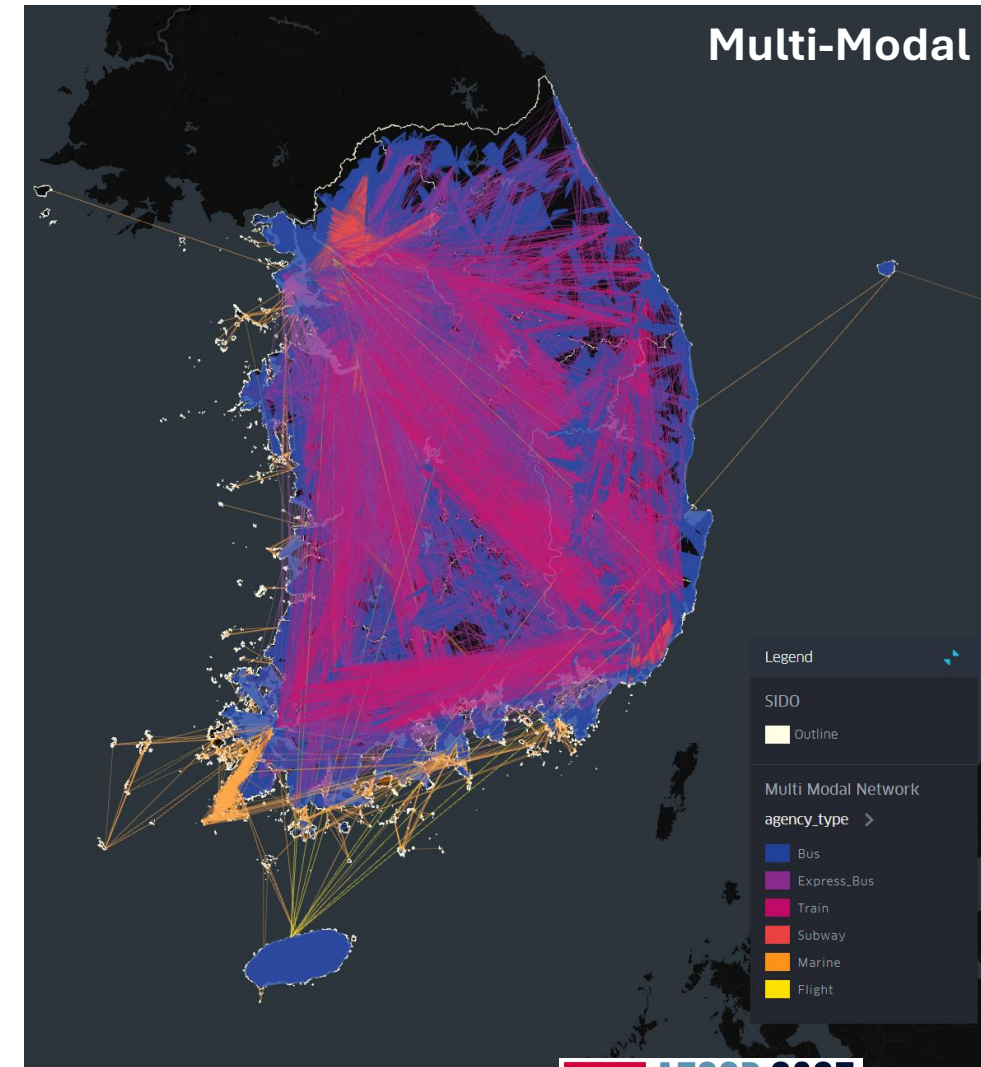 Multi-Modal
Legend
SIDO
Outline
Multi Modal Network
agency_type
Bus
Express_Bus
Train
Subway
Marine
Flight